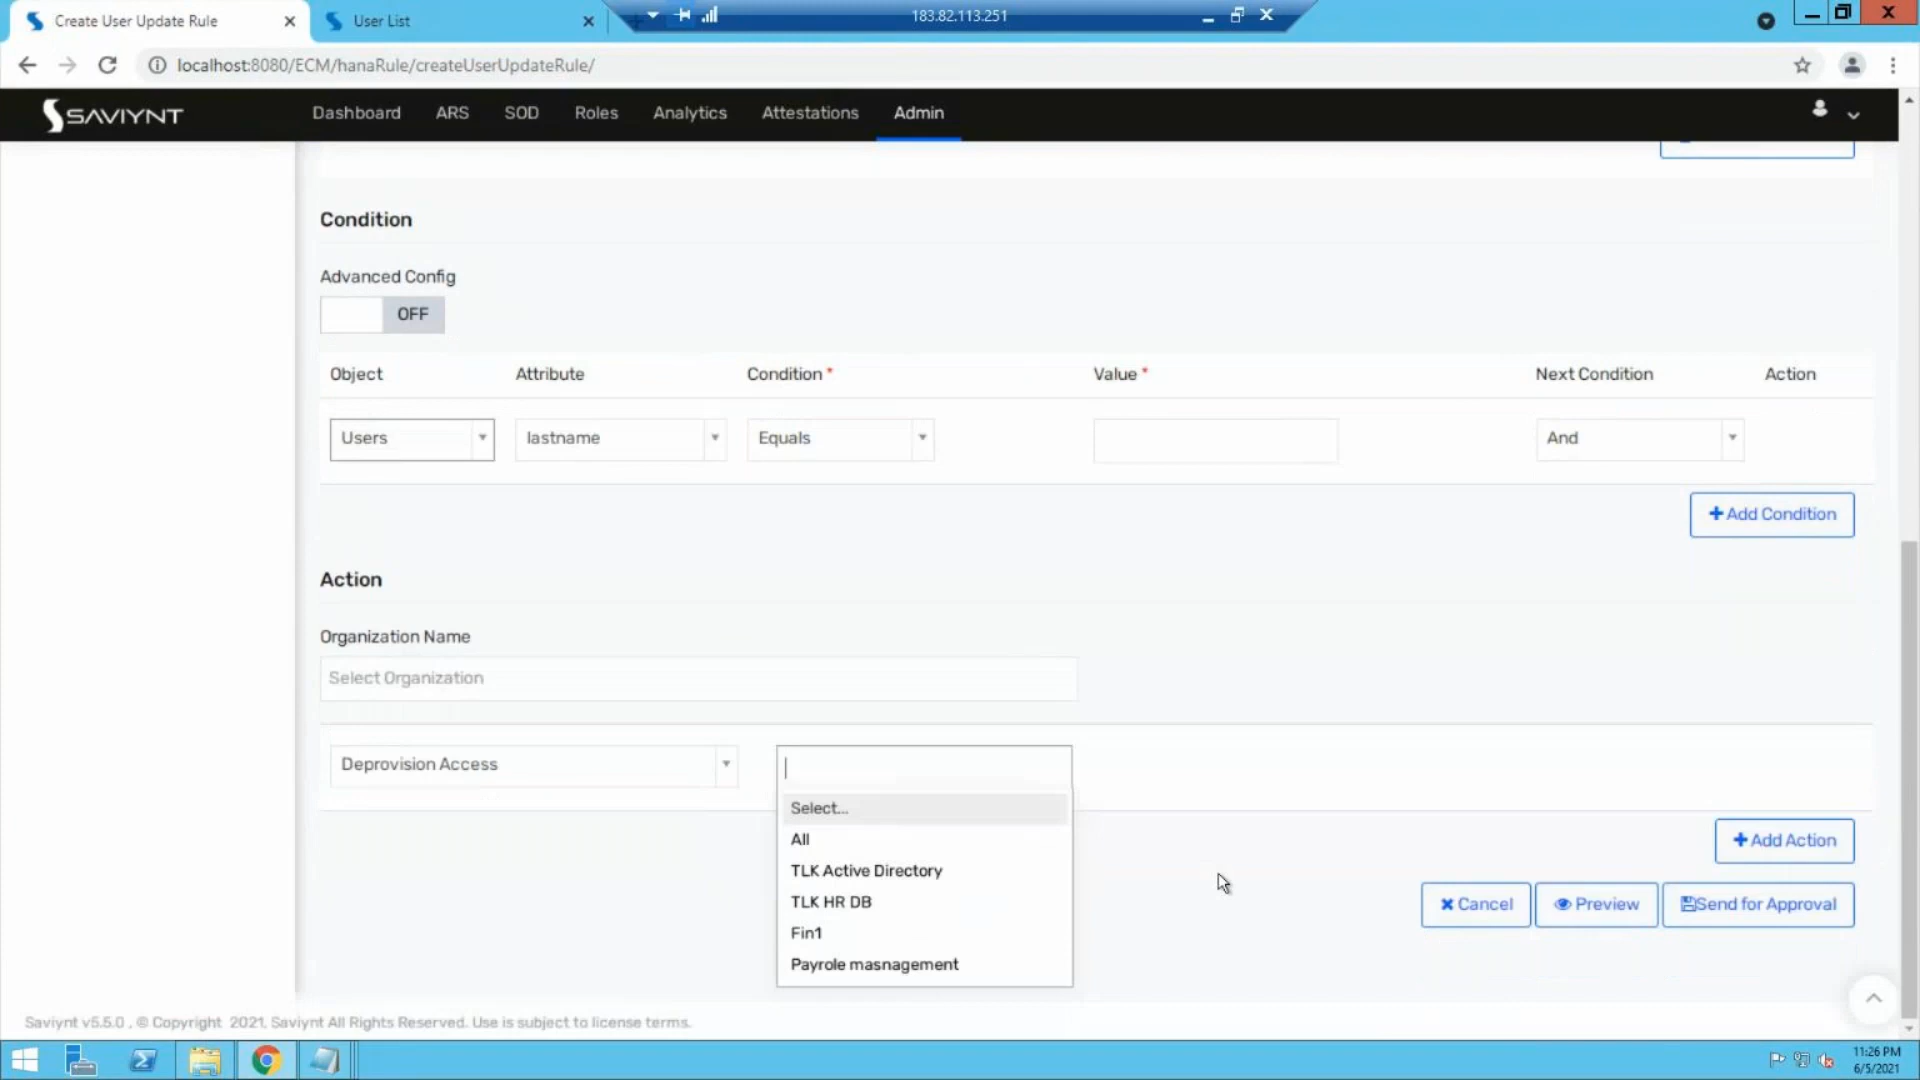 Create User Update Rule
User List
183.82.113.251
localhost:8080/ECM/hanaRule/createUserUpdateRule/
SAVIYNT
Dashboard
ARS
SOD
Roles
Analytics
Attestations
Admin
Condition
Advanced Config
OFF
Object
Attribute
Condition *
Value *
Next Condition
Action
Users
lastname
Equals
And
Add Condition
Action
Organization Name
Select Organization
Deprovision Access
Select...
All
TLK Active Directory
TLK HR DB
Fin1
Payrole masnagement
Add Action
Cancel
Preview
Send for Approval
Saviynt v5.5.0 , © Copyright 2021, Saviynt All Rights Reserved. Use is subject to license terms.
11:26 PM
6/5/2021